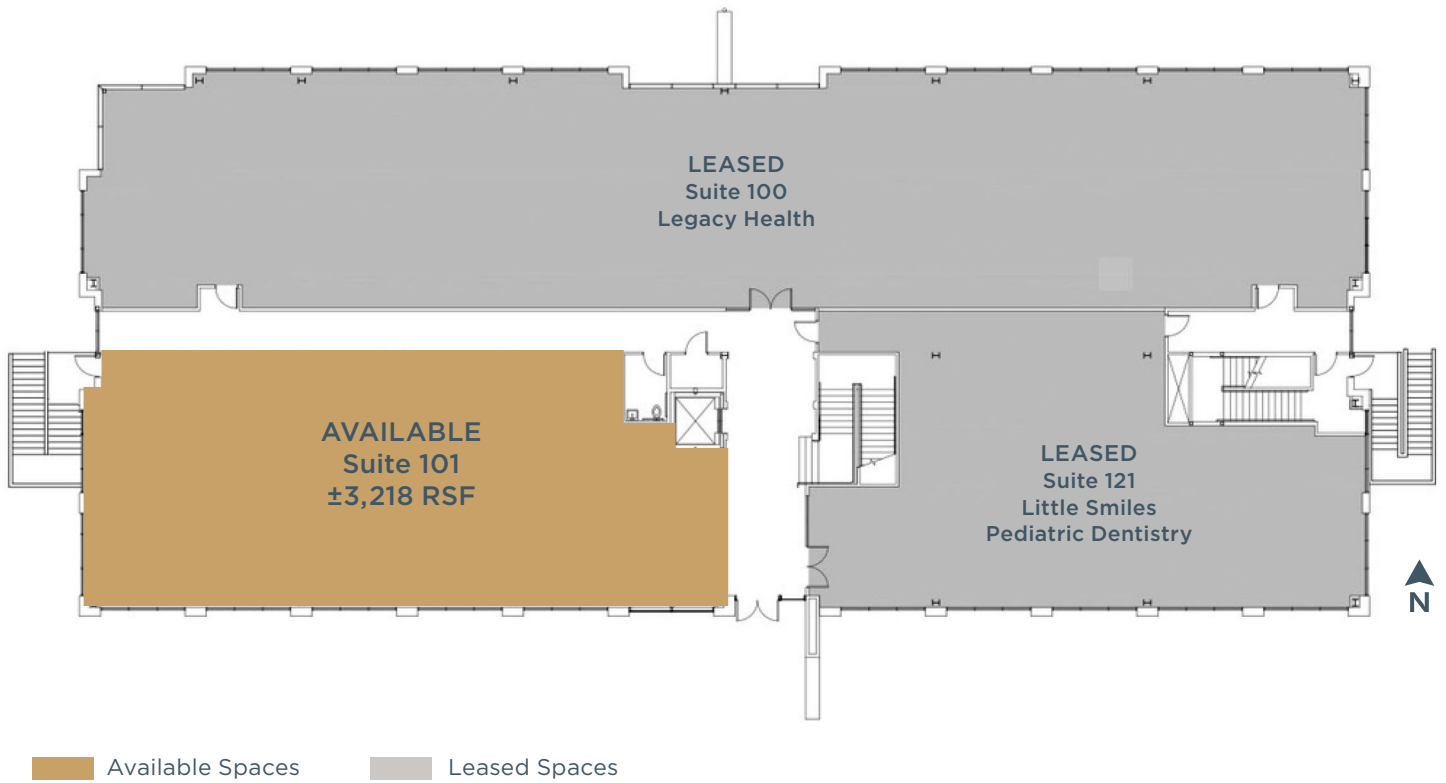 LEASED
Suite 100
Legacy Health
AVAILABLE
Suite 101
±3,218 RSF
LEASED
Suite 121
Little Smiles
Pediatric Dentistry
N
Available Spaces
Leased Spaces